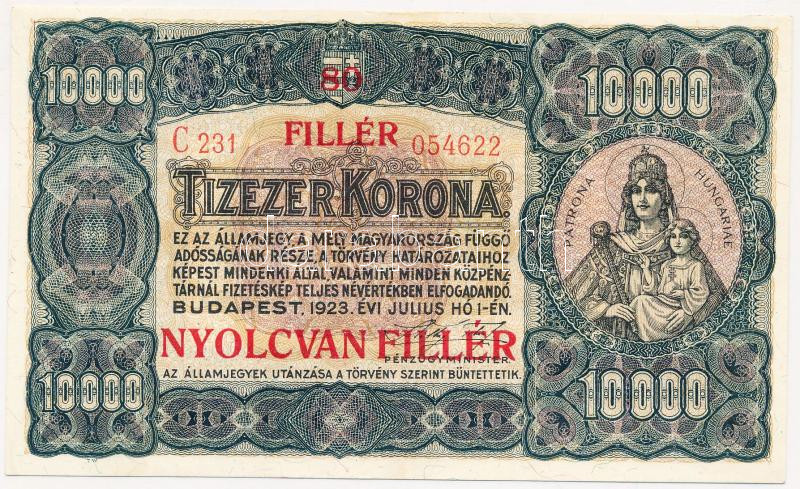 10000
80
10000
C 231
FILLÉR
054622
TIZEZER KORONA.
EZ AZ ÁLLAMJEGY, A MELY MAGYARORSZÁG FÜGGŐ
ADÓSSÁGÁNAK RÉSZE, A TÖRVÉNY HATÁROZATAIHOZ
KÉPEST MINDENKI ÁLTAL, VALAMINT MINDEN KÖZPÉNZ
TÁRNÁL FIZETÉSKÉP TELJES NÉVÉRTÉKBEN ELFOGADANDÓ.
BUDAPEST, 1923. ÉVI JULIUS HÓ 1-ÉN.
NYOLCVAN FILLÉR
PÉNZÜGYMINISTER.
AZ ÁLLAMJEGYEK UTÁNZÁSA A TÖRVÉNY SZERINT BÜNTETTETIK.
PATRONA HUNGARIAE
10000
10000